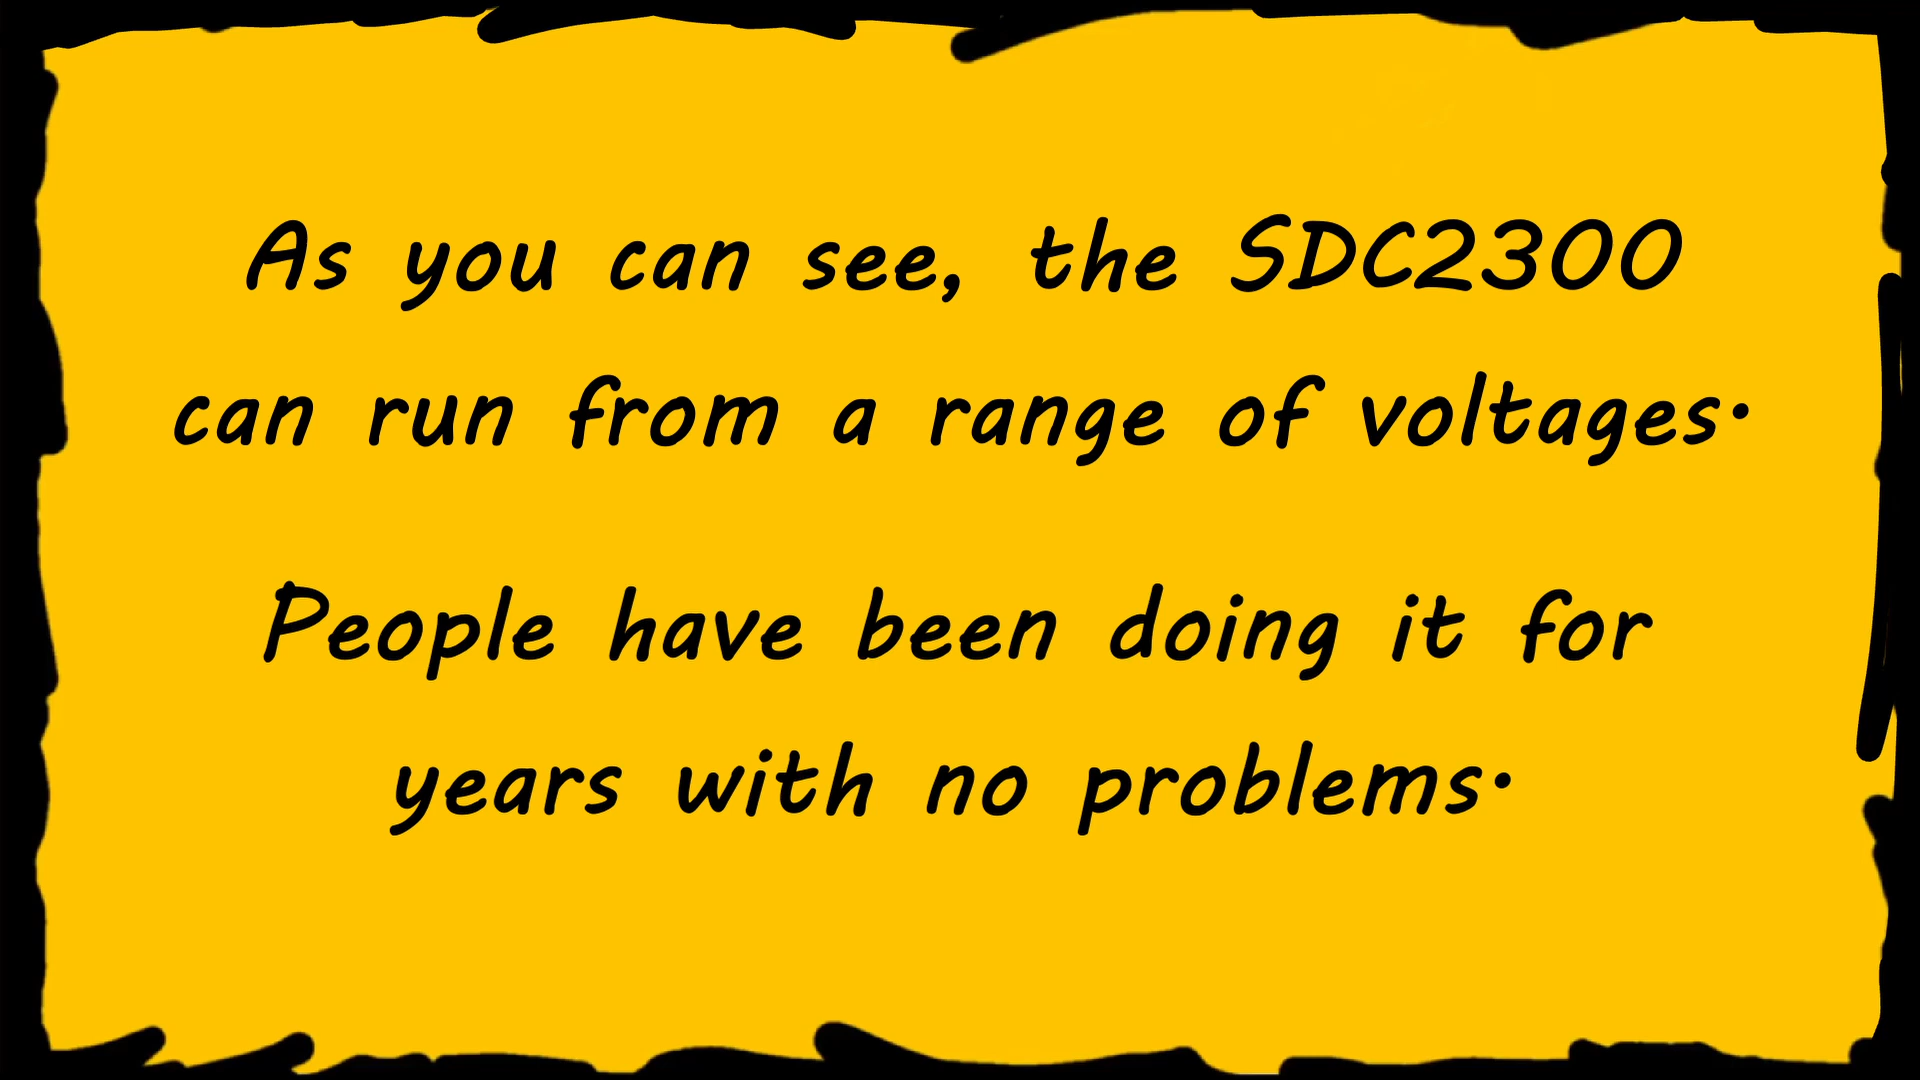 As you can see, the SDC2300
can run from a range of voltages.
People have been doing it for
years with no problems.